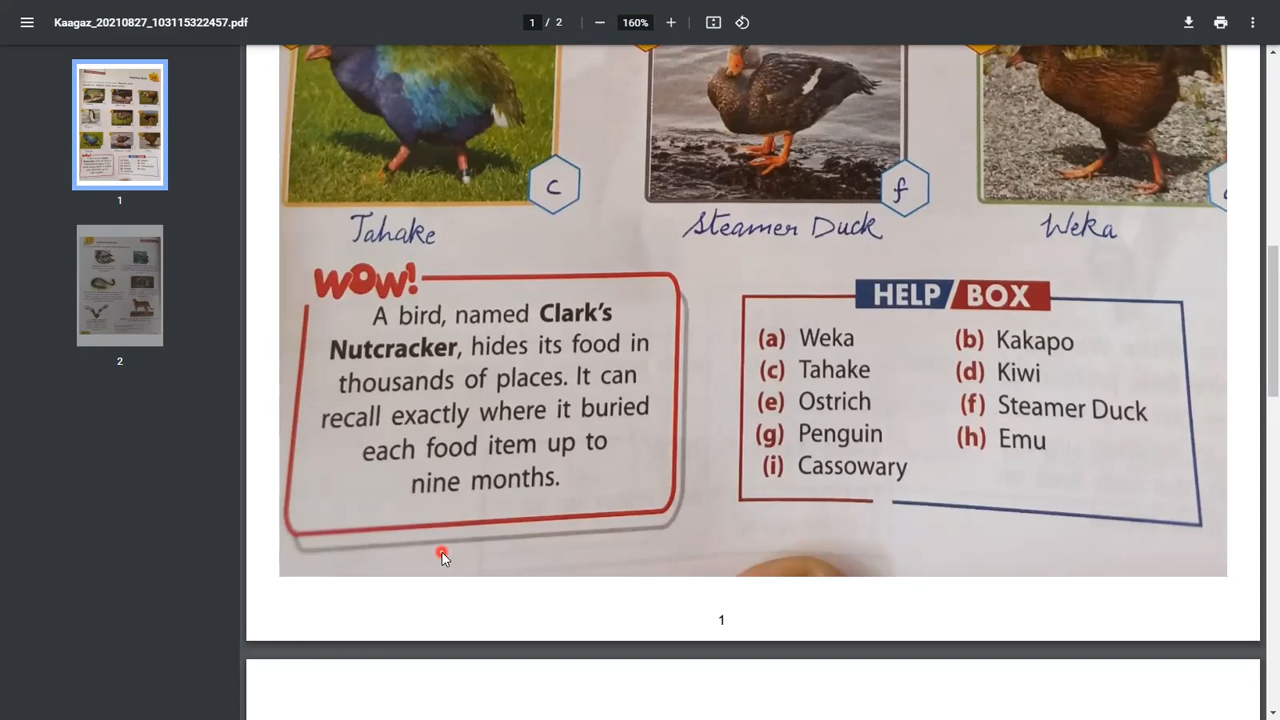 Kaagaz_20210827_103115322457.pdf
1 / 2
160%
c
f
Tahake
Steamer Duck
Weka
WOW!
A bird, named Clark's
Nutcracker, hides its food in
thousands of places. It can
recall exactly where it buried
each food item up to
nine months.
HELP/BOX
(a) Weka
(b) Kakapo
(c) Tahake
(d) Kiwi
(e) Ostrich
(f) Steamer Duck
(g) Penguin
(h) Emu
(i) Cassowary
1
1
2